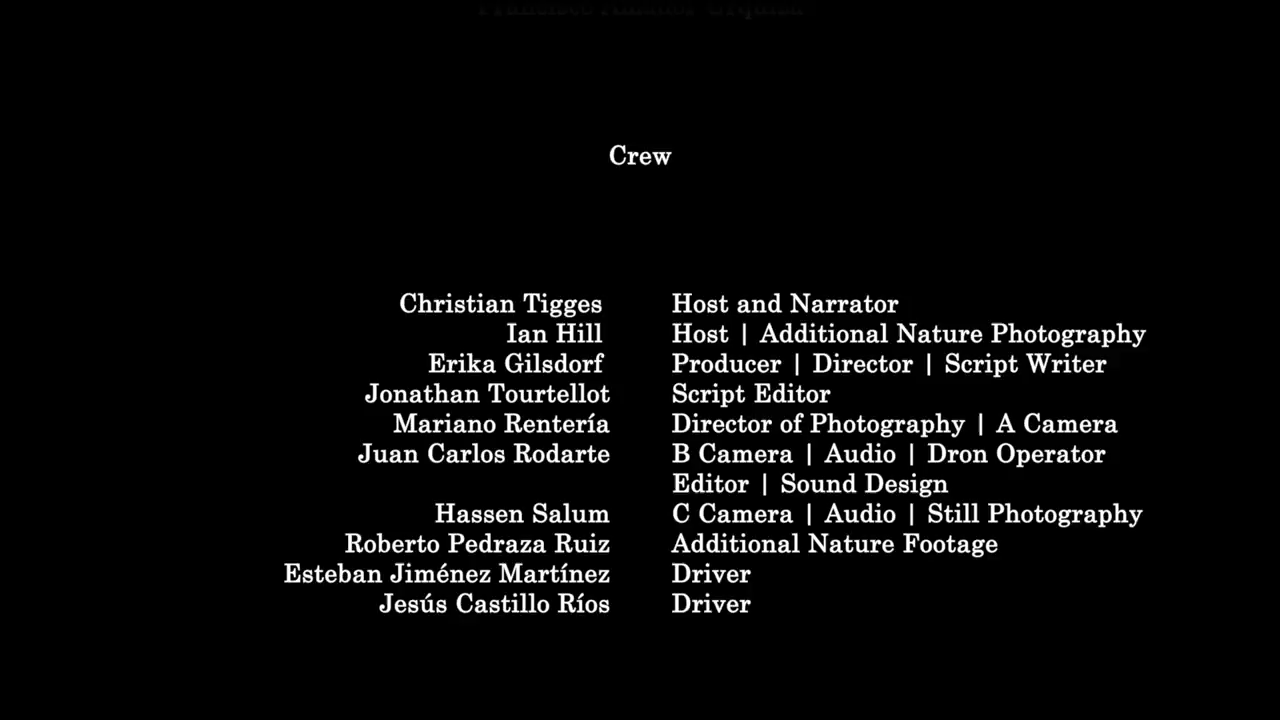 Crew
Christian Tigges Host and Narrator
Ian Hill Host | Additional Nature Photography
Erika Gilsdorf Producer | Director | Script Writer
Jonathan Tourtellot Script Editor
Mariano Rentería Director of Photography | A Camera
Juan Carlos Rodarte B Camera | Audio | Dron Operator
Editor | Sound Design
Hassen Salum C Camera | Audio | Still Photography
Roberto Pedraza Ruiz Additional Nature Footage
Esteban Jiménez Martínez Driver
Jesús Castillo Ríos Driver